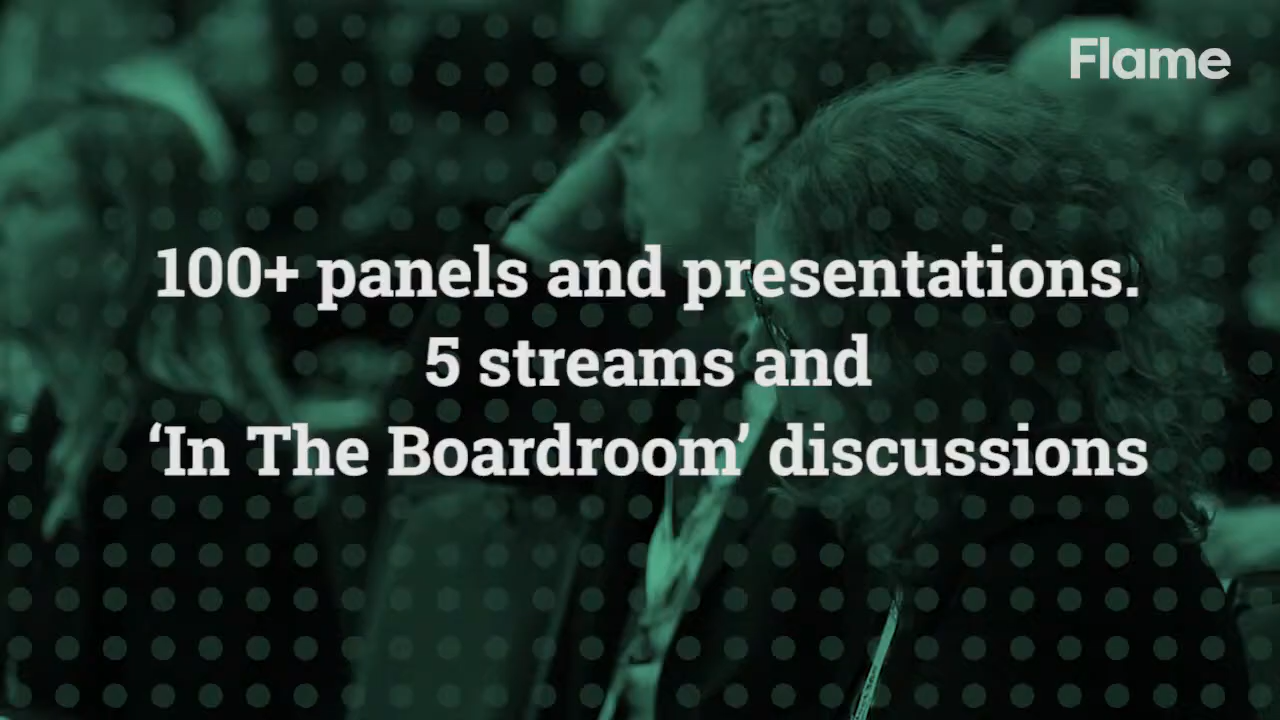 Flame
100+ panels and presentations.
5 streams and
‘In The Boardroom’ discussions